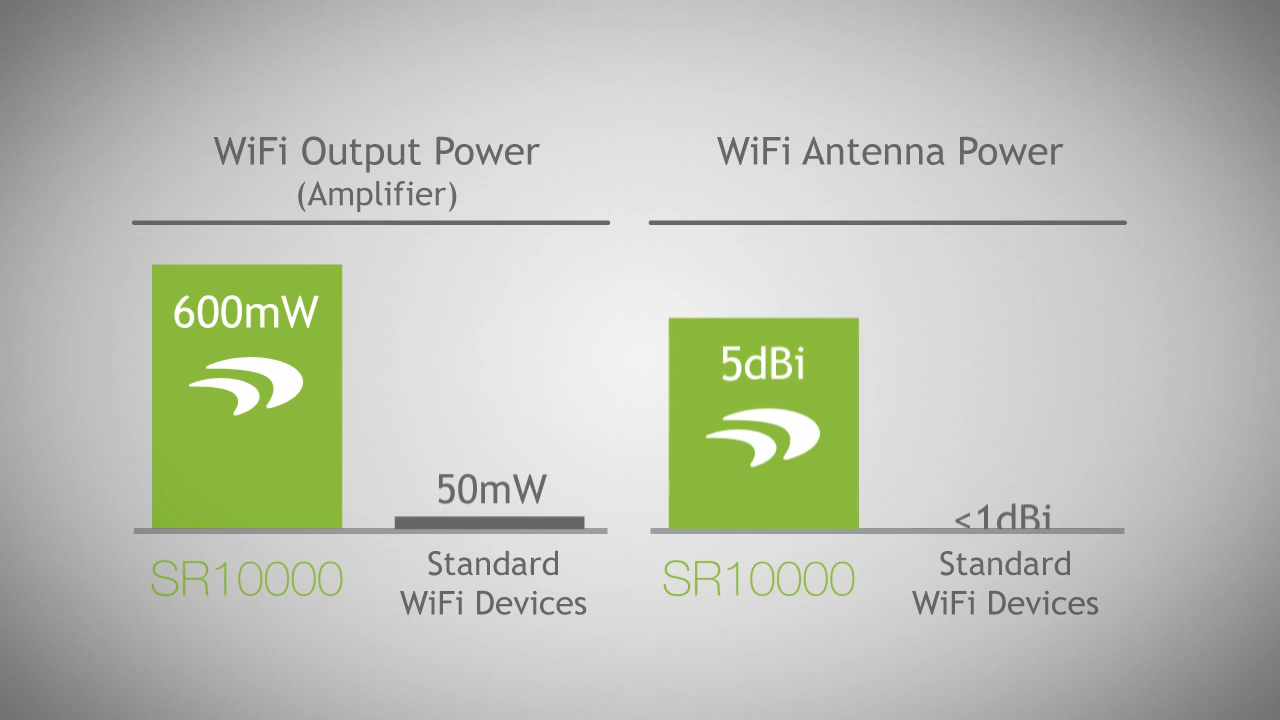 WiFi Output Power
(Amplifier)
600mW
50mW
SR10000
Standard
WiFi Devices
WiFi Antenna Power
5dBi
<1dBi
SR10000
Standard
WiFi Devices